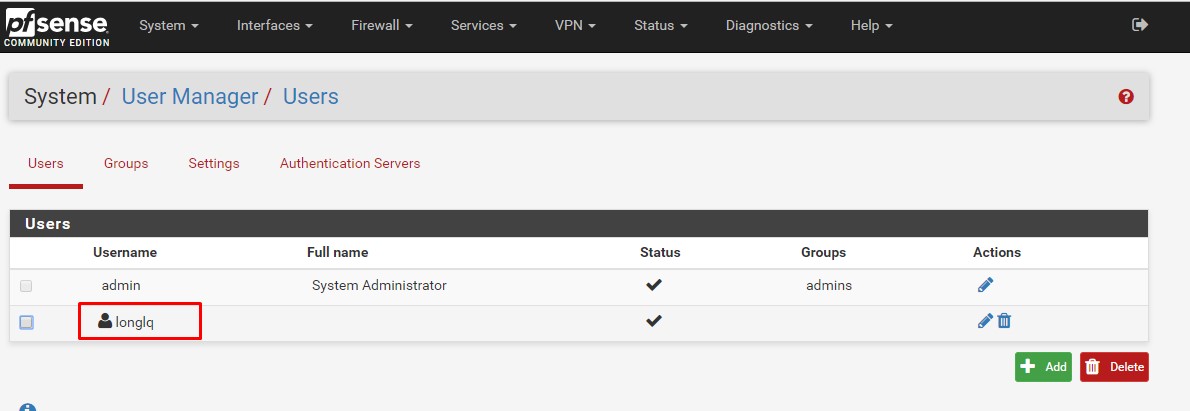 pfsense System Interfaces Firewall Services VPN Status Diagnostics Help
COMMUNITY EDITION
System / User Manager / Users
Users Groups Settings Authentication Servers
Users
Username Full name Status Groups Actions
admin System Administrator admins
longlq
Add Delete